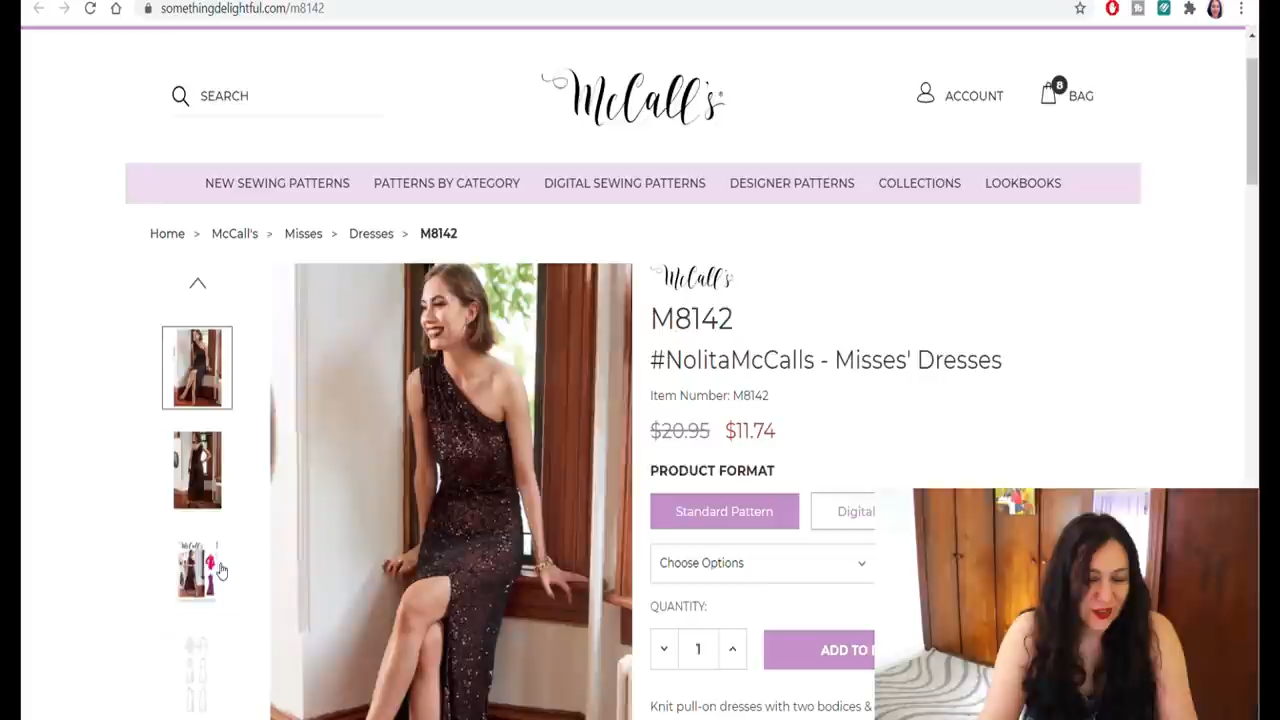 somethingdelightful.com/m8142
SEARCH
McCall's
ACCOUNT
8
BAG
NEW SEWING PATTERNS
PATTERNS BY CATEGORY
DIGITAL SEWING PATTERNS
DESIGNER PATTERNS
COLLECTIONS
LOOKBOOKS
Home > McCall's > Misses > Dresses > M8142
McCall's
M8142
#NolitaMcCalls - Misses' Dresses
Item Number: M8142
$20.95 $11.74
PRODUCT FORMAT
Standard Pattern
Digital
Choose Options
QUANTITY:
1
ADD TO
Knit pull-on dresses with two bodices &